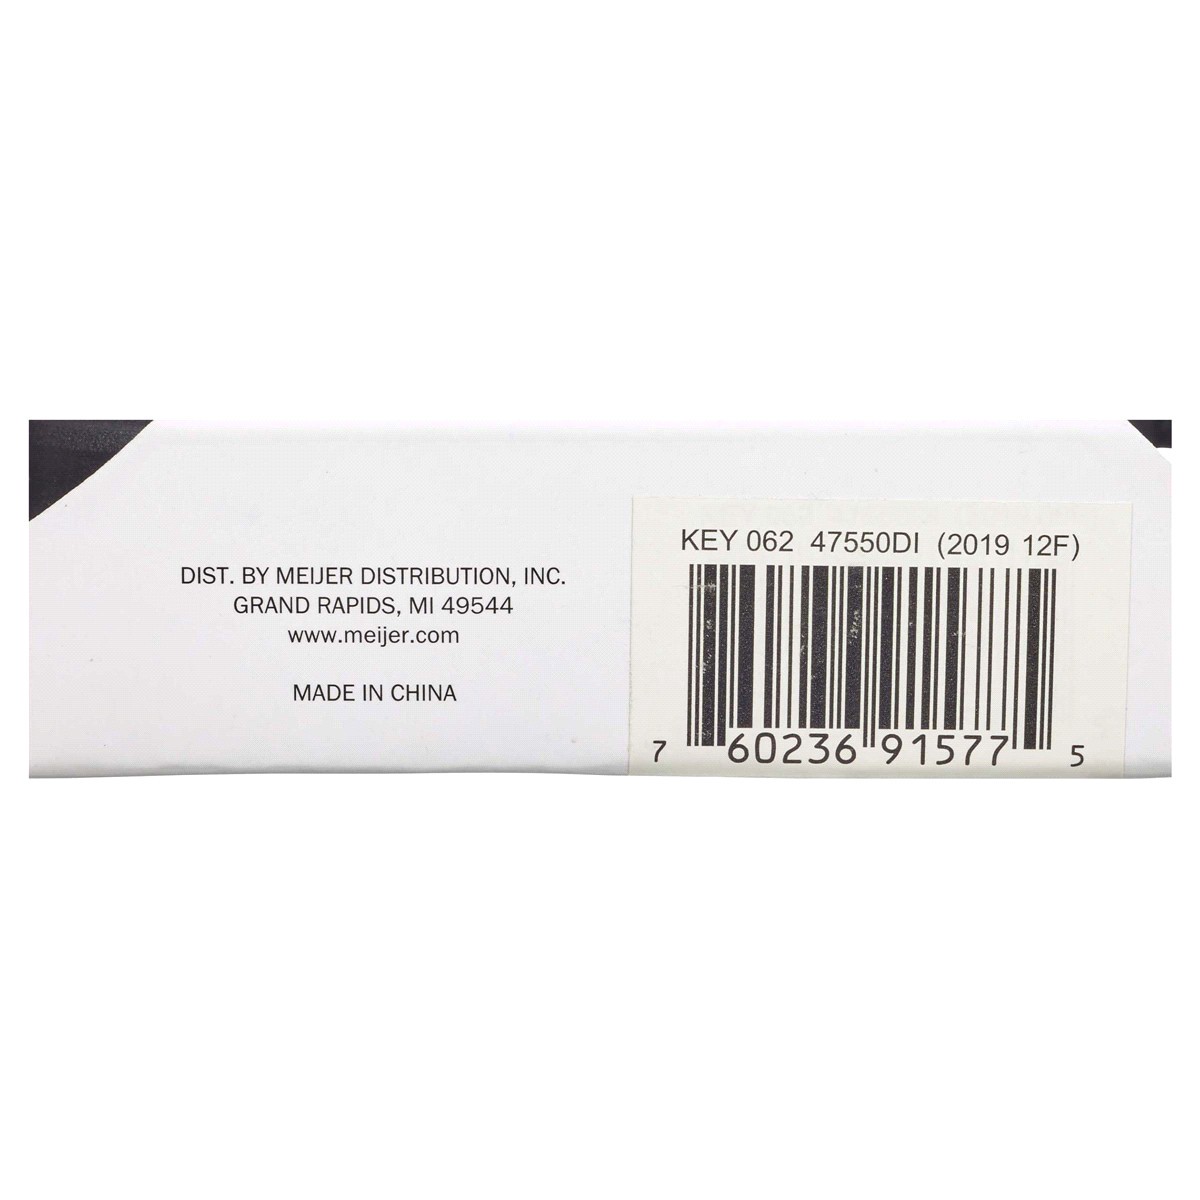 DIST. BY MEIJER DISTRIBUTION, INC.
GRAND RAPIDS, MI 49544
www.meijer.com
MADE IN CHINA
KEY 062 47550DI (2019 12F)
7 60236 91577 5